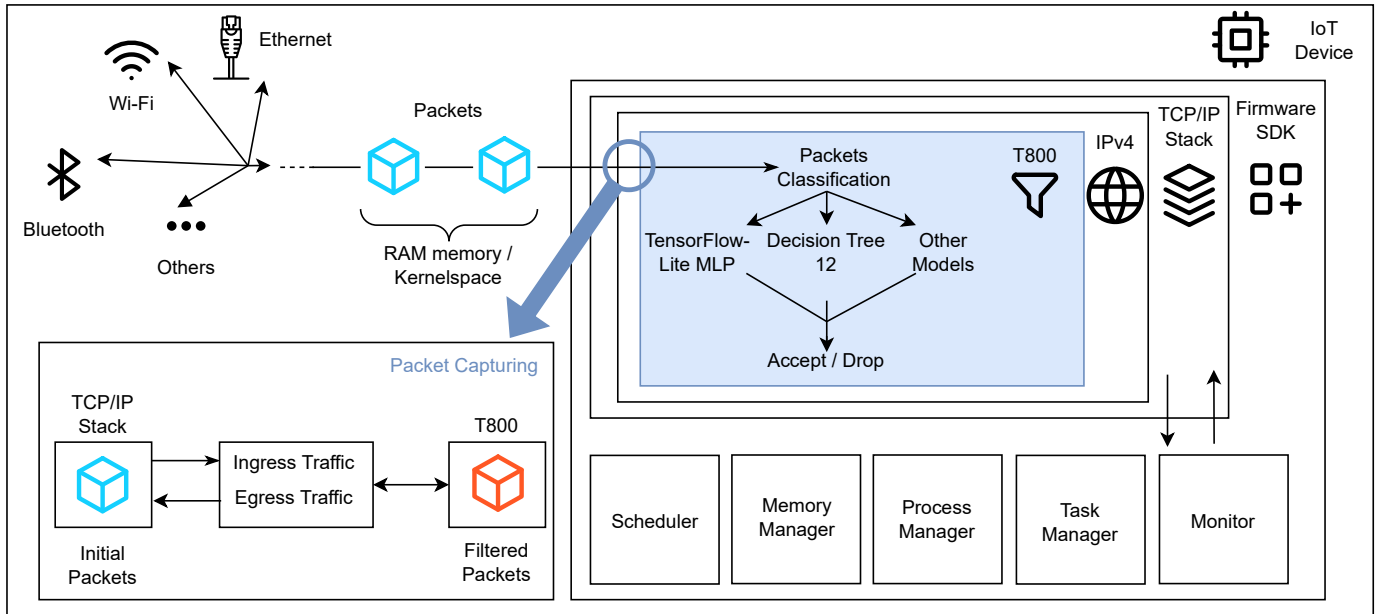 Ethernet
IoT
Device
Wi-Fi
Packets
TCP/IP
Stack
Firmware
SDK
IPv4
T800
Packets
Classification
Bluetooth
Others
RAM memory /
Kernelspace
TensorFlow-
Lite MLP
Decision Tree
12
Other
Models
Accept / Drop
Packet Capturing
TCP/IP
Stack
T800
Ingress Traffic
Egress Traffic
Initial
Packets
Filtered
Packets
Scheduler
Memory
Manager
Process
Manager
Task
Manager
Monitor